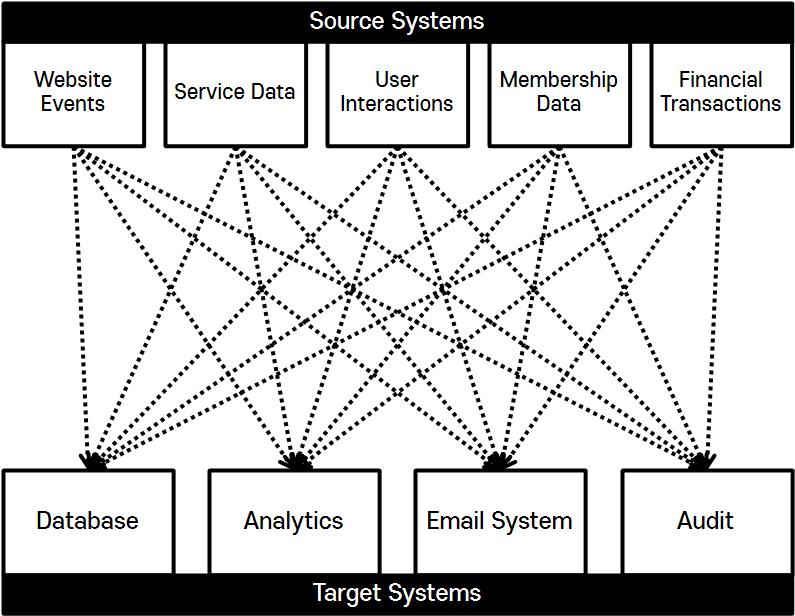 Source Systems
Website
Events
Service Data
User
Interactions
Membership
Data
Financial
Transactions
Database
Analytics
Email System
Audit
Target Systems